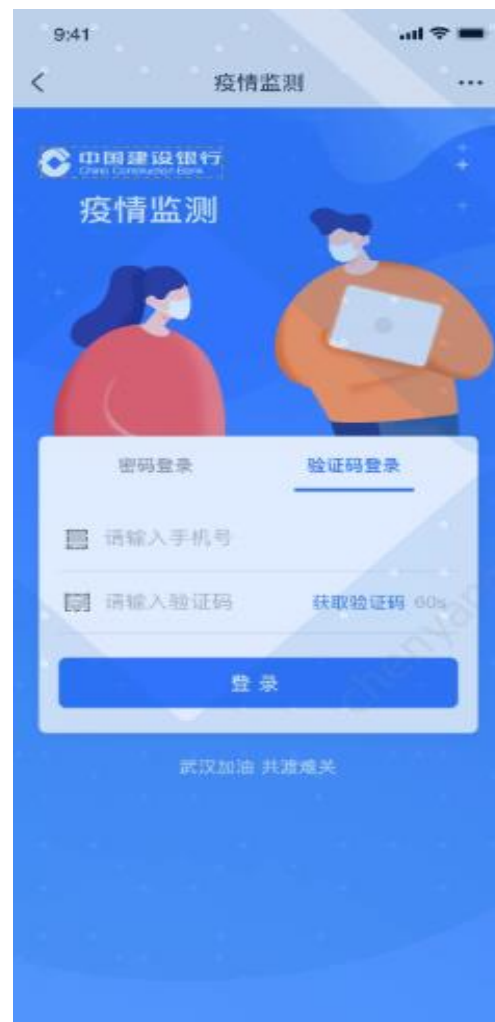 9:41
疫情监测
中国建设银行
China Construction Bank
疫情监测
密码登录
验证码登录
请输入手机号
请输入验证码
获取验证码 60s
登录
武汉加油 共渡难关
chenyan